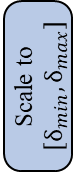 Scale to
[δmin, δmax]